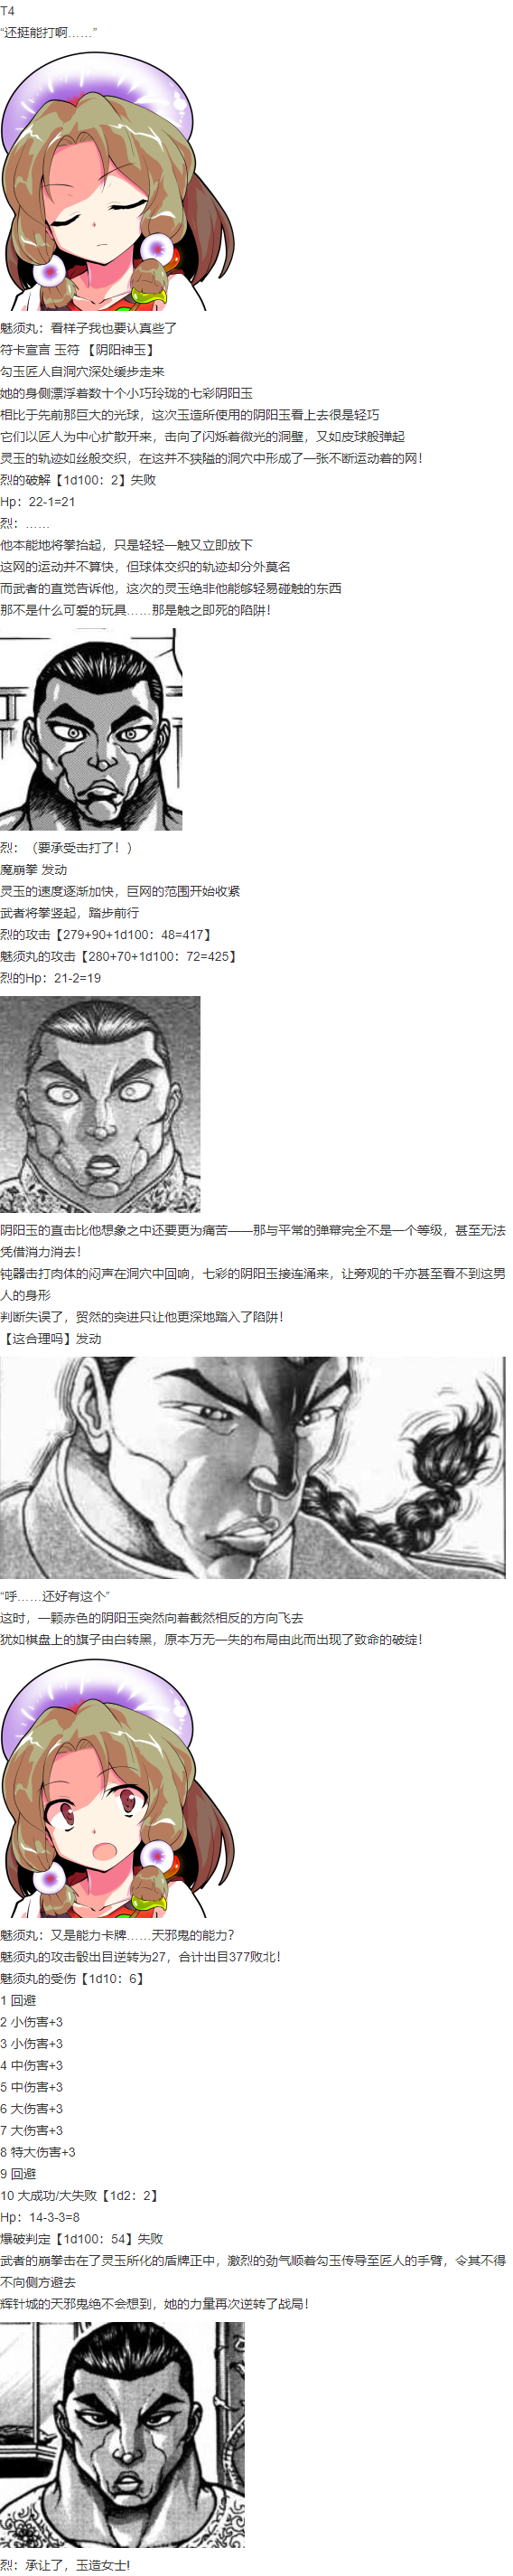 T4
“还挺能打啊……”
魅须丸：看样子我也要认真些了
符卡宣言 玉符 【阴阳神玉】
勾玉匠人自洞穴深处缓步走来
她的身侧漂浮着数十个小巧玲珑的七彩阴阳玉
相比于先前那巨大的光球，这次玉造所使用的阴阳玉看上去很是轻巧
它们以匠人为中心扩散开来，击向了闪烁着微光的洞壁，又如皮球般弹起
灵玉的轨迹如丝般交织，在这并不狭隘的洞穴中形成了一张不断运动着的网！
烈的破解【1d100：2】失败
Hp：22-1=21
烈：……
他本能地将拳抬起，只是轻轻一触又立即放下
这网的运动并不算快，但球体交织的轨迹却分外莫名
而武者的直觉告诉他，这次的灵玉绝非他能够轻易碰触的东西
那不是什么可爱的玩具……那是触之即死的陷阱！
烈：（要承受击打了！）
魔崩拳 发动
灵玉的速度逐渐加快，巨网的范围开始收紧
武者将拳竖起，踏步前行
烈的攻击【279+90+1d100：48=417】
魅须丸的攻击【280+70+1d100：72=425】
烈的Hp：21-2=19
阴阳玉的直击比他想象之中还要更为痛苦——那与平常的弹幕完全不是一个等级，甚至无法
凭借消力消去！
钝器击打肉体的闷声在洞穴中回响，七彩的阴阳玉接连涌来，让旁观的千亦甚至看不到这男
人的身形
判断失误了，贸然的突进只让他更深地踏入了陷阱！
【这合理吗】发动
“呼……还好有这个”
这时，一颗赤色的阴阳玉突然向着截然相反的方向飞去
犹如棋盘上的旗子由白转黑，原本万无一失的布局由此而出现了致命的破绽！
魅须丸：又是能力卡牌……天邪鬼的能力？
魅须丸的攻击骰出目逆转为27，合计出目377败北！
魅须丸的受伤【1d10：6】
1 回避
2 小伤害+3
3 小伤害+3
4 中伤害+3
5 中伤害+3
6 大伤害+3
7 大伤害+3
8 特大伤害+3
9 回避
10 大成功/大失败【1d2：2】
Hp：14-3-3=8
爆破判定【1d100：54】失败
武者的崩拳击在了灵玉所化的盾牌正中，激烈的劲气顺着勾玉传导至匠人的手臂，令其不得
不向侧方避去
辉针城的天邪鬼绝不会想到，她的力量再次逆转了战局！
烈：承让了，玉造女士!